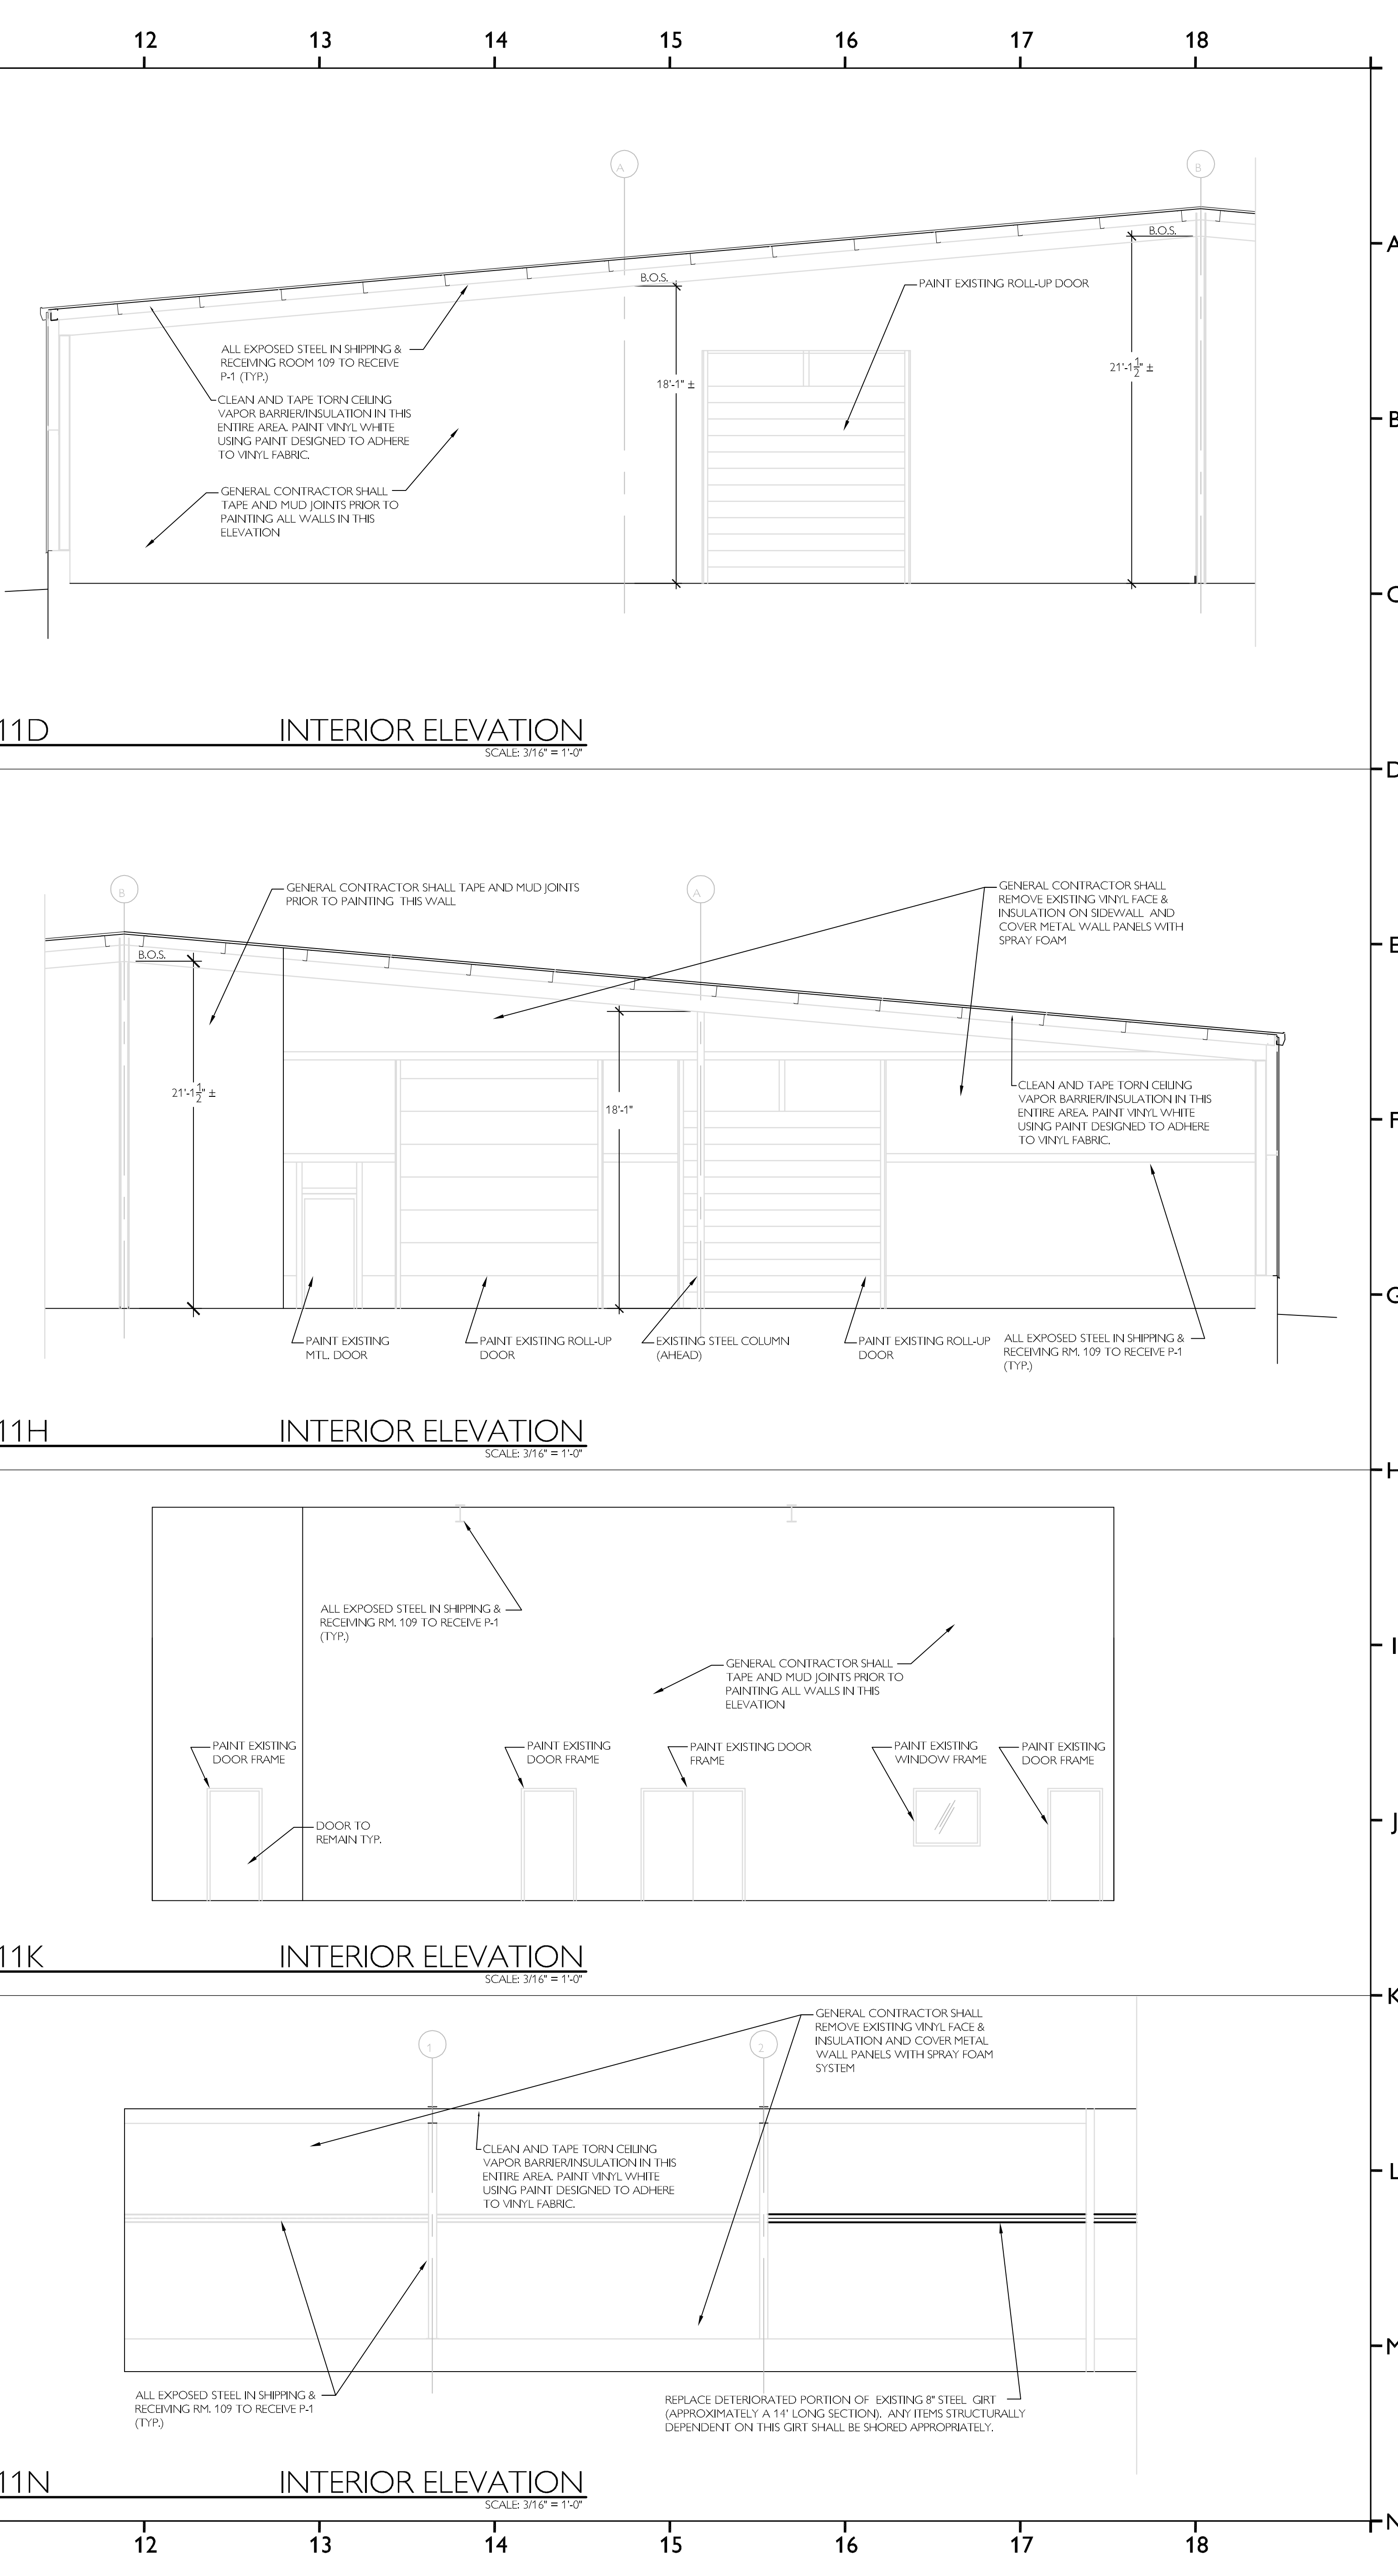 12 13 14 15 16 17 18
A
B
B.O.S.
A
B.O.S.
PAINT EXISTING ROLL-UP DOOR
ALL EXPOSED STEEL IN SHIPPING &
RECEIVING ROOM 109 TO RECEIVE
P-1 (TYP.)
18'-1" ±
21'-1 1/2" ±
CLEAN AND TAPE TORN CEILING
VAPOR BARRIER/INSULATION IN THIS
ENTIRE AREA. PAINT VINYL WHITE
USING PAINT DESIGNED TO ADHERE
TO VINYL FABRIC.
B
GENERAL CONTRACTOR SHALL
TAPE AND MUD JOINTS PRIOR TO
PAINTING ALL WALLS IN THIS
ELEVATION
C
11D INTERIOR ELEVATION
SCALE: 3/16" = 1'-0"
D
B
A
GENERAL CONTRACTOR SHALL TAPE AND MUD JOINTS
PRIOR TO PAINTING THIS WALL
GENERAL CONTRACTOR SHALL
REMOVE EXISTING VINYL FACE &
INSULATION ON SIDEWALL AND
COVER METAL WALL PANELS WITH
SPRAY FOAM
E
B.O.S.
21'-1 1/2" ±
18'-1"
CLEAN AND TAPE TORN CEILING
VAPOR BARRIER/INSULATION IN THIS
ENTIRE AREA. PAINT VINYL WHITE
USING PAINT DESIGNED TO ADHERE
TO VINYL FABRIC.
F
G
PAINT EXISTING
MTL. DOOR
PAINT EXISTING ROLL-UP
DOOR
EXISTING STEEL COLUMN
(AHEAD)
PAINT EXISTING ROLL-UP
DOOR
ALL EXPOSED STEEL IN SHIPPING &
RECEIVING RM. 109 TO RECEIVE P-1
(TYP.)
11H INTERIOR ELEVATION
SCALE: 3/16" = 1'-0"
H
ALL EXPOSED STEEL IN SHIPPING &
RECEIVING RM. 109 TO RECEIVE P-1
(TYP.)
I
GENERAL CONTRACTOR SHALL
TAPE AND MUD JOINTS PRIOR TO
PAINTING ALL WALLS IN THIS
ELEVATION
PAINT EXISTING
DOOR FRAME
PAINT EXISTING
DOOR FRAME
PAINT EXISTING DOOR
FRAME
PAINT EXISTING
WINDOW FRAME
PAINT EXISTING
DOOR FRAME
DOOR TO
REMAIN TYP.
J
11K INTERIOR ELEVATION
SCALE: 3/16" = 1'-0"
K
GENERAL CONTRACTOR SHALL
REMOVE EXISTING VINYL FACE &
INSULATION AND COVER METAL
WALL PANELS WITH SPRAY FOAM
SYSTEM
1
2
CLEAN AND TAPE TORN CEILING
VAPOR BARRIER/INSULATION IN THIS
ENTIRE AREA. PAINT VINYL WHITE
USING PAINT DESIGNED TO ADHERE
TO VINYL FABRIC.
L
M
ALL EXPOSED STEEL IN SHIPPING &
RECEIVING RM. 109 TO RECEIVE P-1
(TYP.)
REPLACE DETERIORATED PORTION OF EXISTING 8" STEEL GIRT
(APPROXIMATELY A 14' LONG SECTION). ANY ITEMS STRUCTURALLY
DEPENDENT ON THIS GIRT SHALL BE SHORED APPROPRIATELY.
11N INTERIOR ELEVATION
SCALE: 3/16" = 1'-0"
N
12 13 14 15 16 17 18